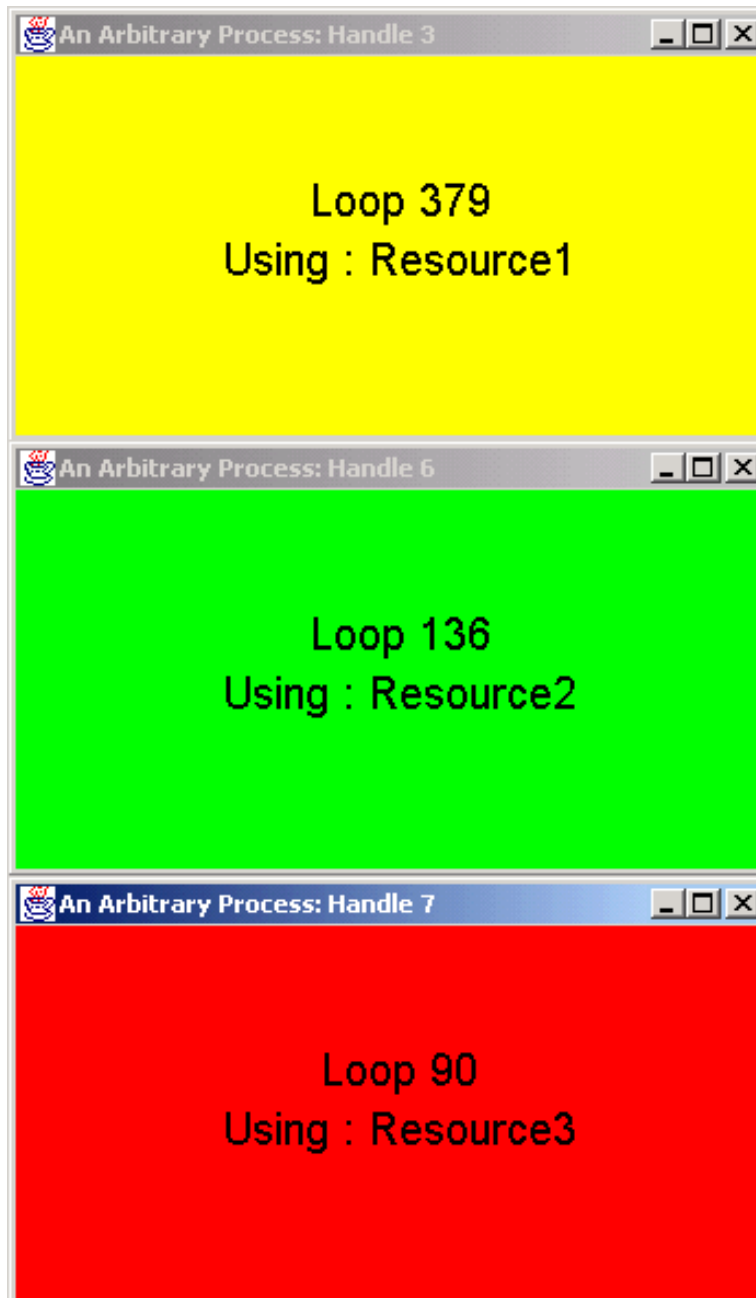 An Arbitrary Process: Handle 3
Loop 379
Using : Resource1
An Arbitrary Process: Handle 6
Loop 136
Using : Resource2
An Arbitrary Process: Handle 7
Loop 90
Using : Resource3